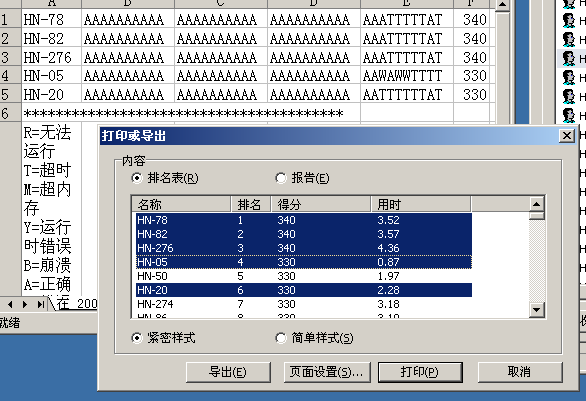 A B C D E F
1 HN-78 AAAAAAAAAA AAAAAAAAAA AAAAAAAAAA AAATTTTTAT 340
2 HN-82 AAAAAAAAAA AAAAAAAAAA AAAAAAAAAA AAATTTTTAT 340
3 HN-276 AAAAAAAAAA AAAAAAAAAA AAAAAAAAAA AAATTTTTAT 340
4 HN-05 AAAAAAAAAA AAAAAAAAAA AAAAAAAAAA AAWAWWTTTT 330
5 HN-20 AAAAAAAAAA AAAAAAAAAA AAAAAAAAAA AATTTTTTAT 330
6 ****************************************
R=无法
运行
T=超时
M=超内
存
Y=运行
时错误
B=崩溃
A=正确
在 200
就绪
打印或导出
内容
排名表(R) 报告(E)
名称 排名 得分 用时
HN-78 1 340 3.52
HN-82 2 340 3.57
HN-276 3 340 4.36
HN-05 4 330 0.87
HN-50 5 330 1.97
HN-20 6 330 2.28
HN-274 7 330 3.18
HN-86 8 330 3.19
紧密样式 简单样式(S)
导出(E) 页面设置(S)... 打印(P) 取消